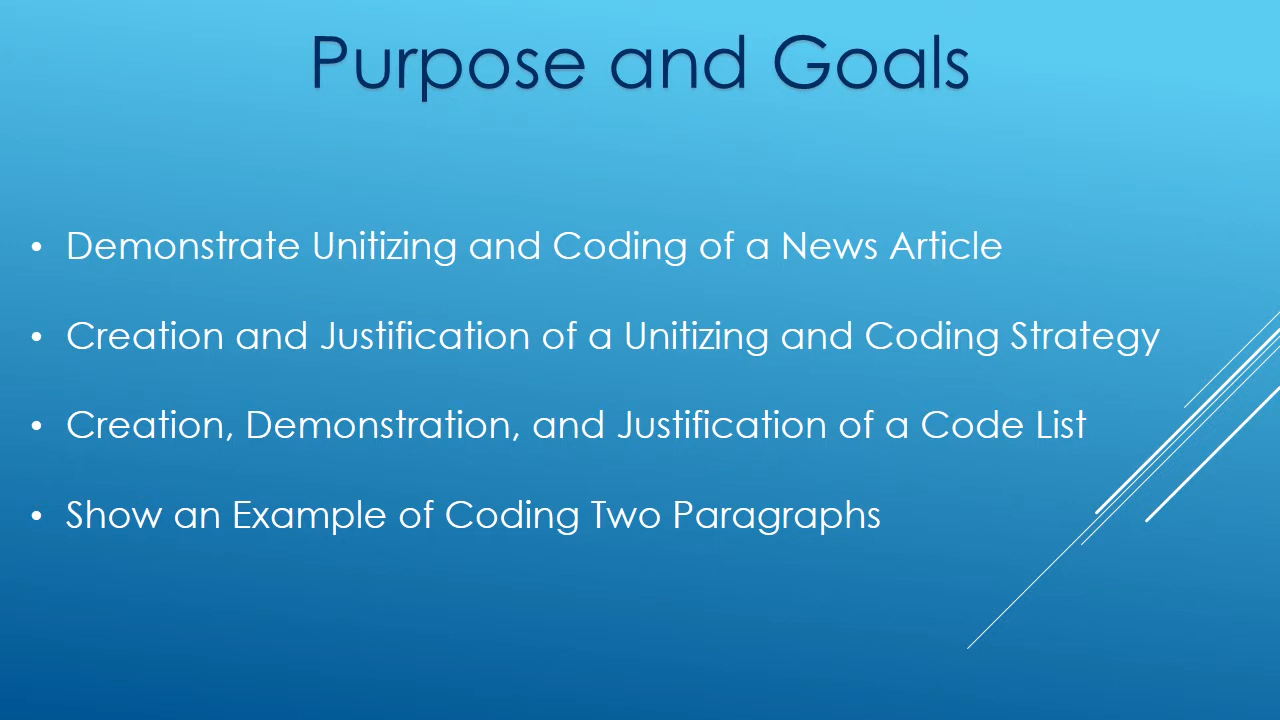 Purpose and Goals
• Demonstrate Unitizing and Coding of a News Article
• Creation and Justification of a Unitizing and Coding Strategy
• Creation, Demonstration, and Justification of a Code List
• Show an Example of Coding Two Paragraphs